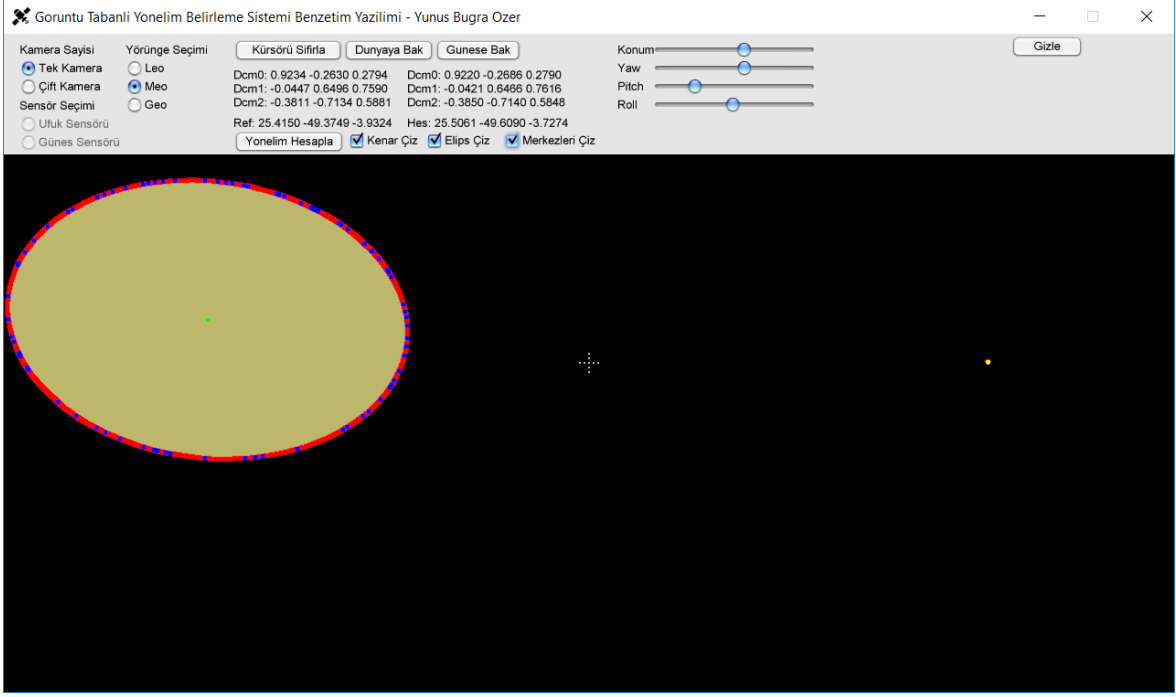 Goruntu Tabanli Yonelim Belirleme Sistemi Benzetim Yazilimi - Yunus Bugra Ozer
Kamera Sayisi
Tek Kamera
Çift Kamera
Sensör Seçimi
Ufuk Sensörü
Günes Sensörü
Yörünge Seçimi
Leo
Meo
Geo
Kürsörü Sifirla
Dunyaya Bak
Gunese Bak
Dcm0: 0.9234 -0.2630 0.2794 Dcm0: 0.9220 -0.2686 0.2790
Dcm1: -0.0447 0.6496 0.7590 Dcm1: -0.0421 0.6466 0.7616
Dcm2: -0.3811 -0.7134 0.5881 Dcm2: -0.3850 -0.7140 0.5848
Ref: 25.4150 -49.3749 -3.9324 Hes: 25.5061 -49.6090 -3.7274
Yonelim Hesapla
Kenar Çiz
Elips Çiz
Merkezleri Çiz
Konum
Yaw
Pitch
Roll
Gizle